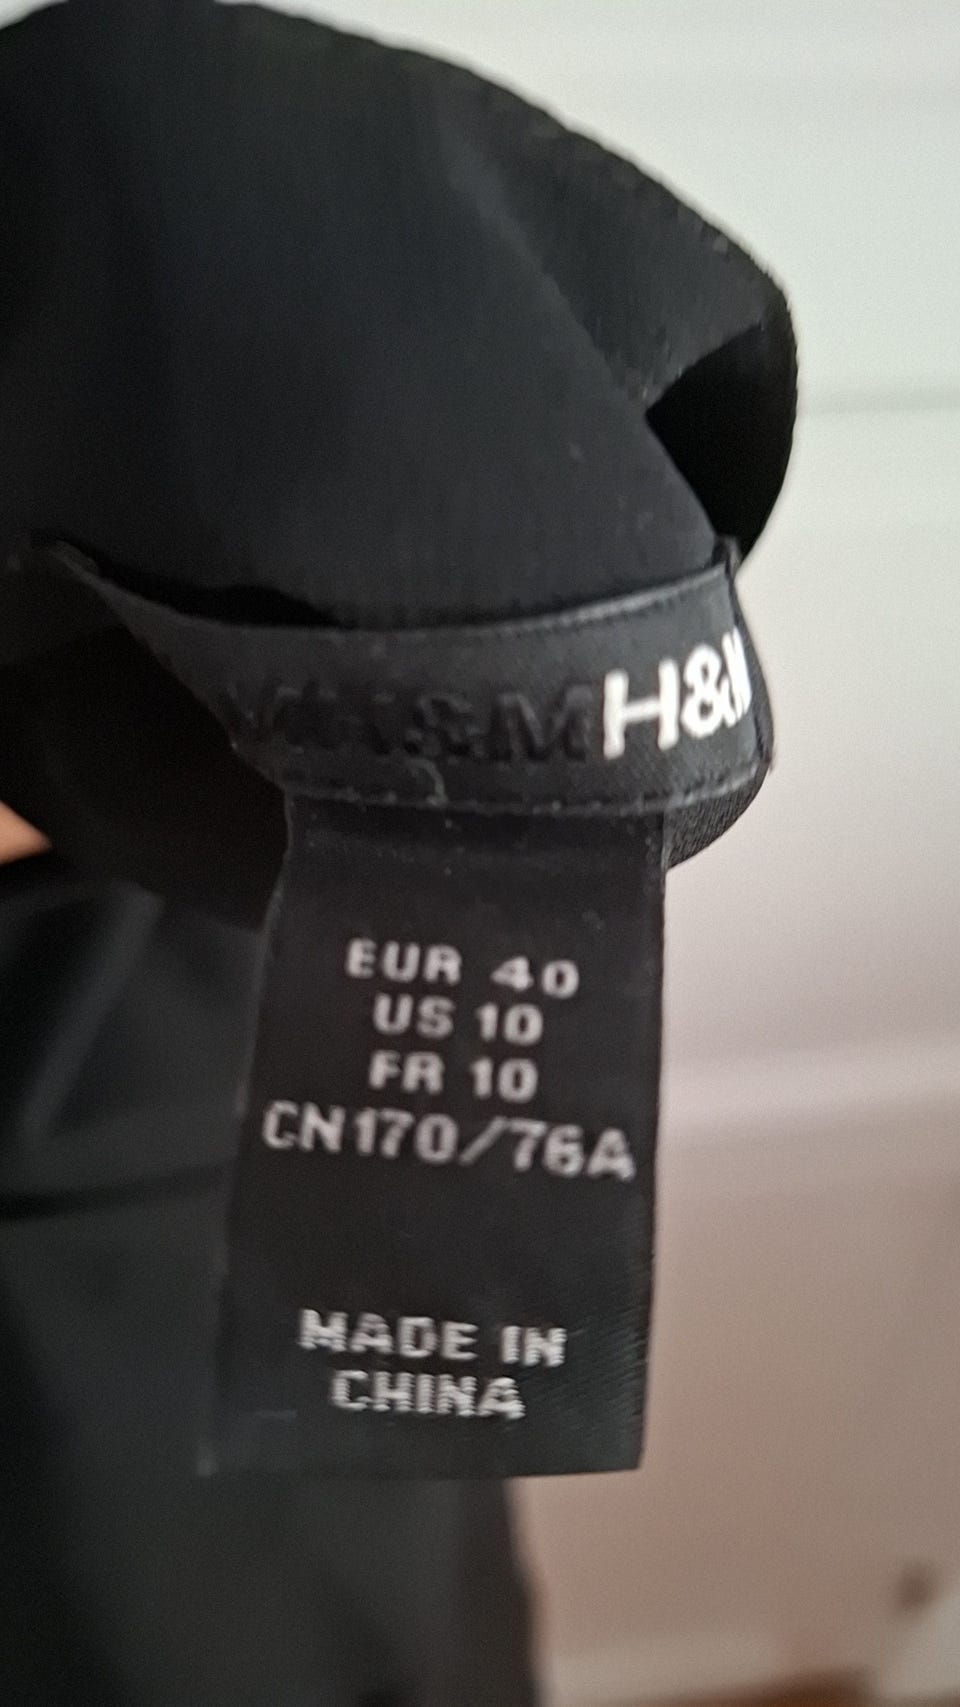 H&M H&M
EUR 40
US 10
FR 10
CN170/76A
MADE IN
CHINA